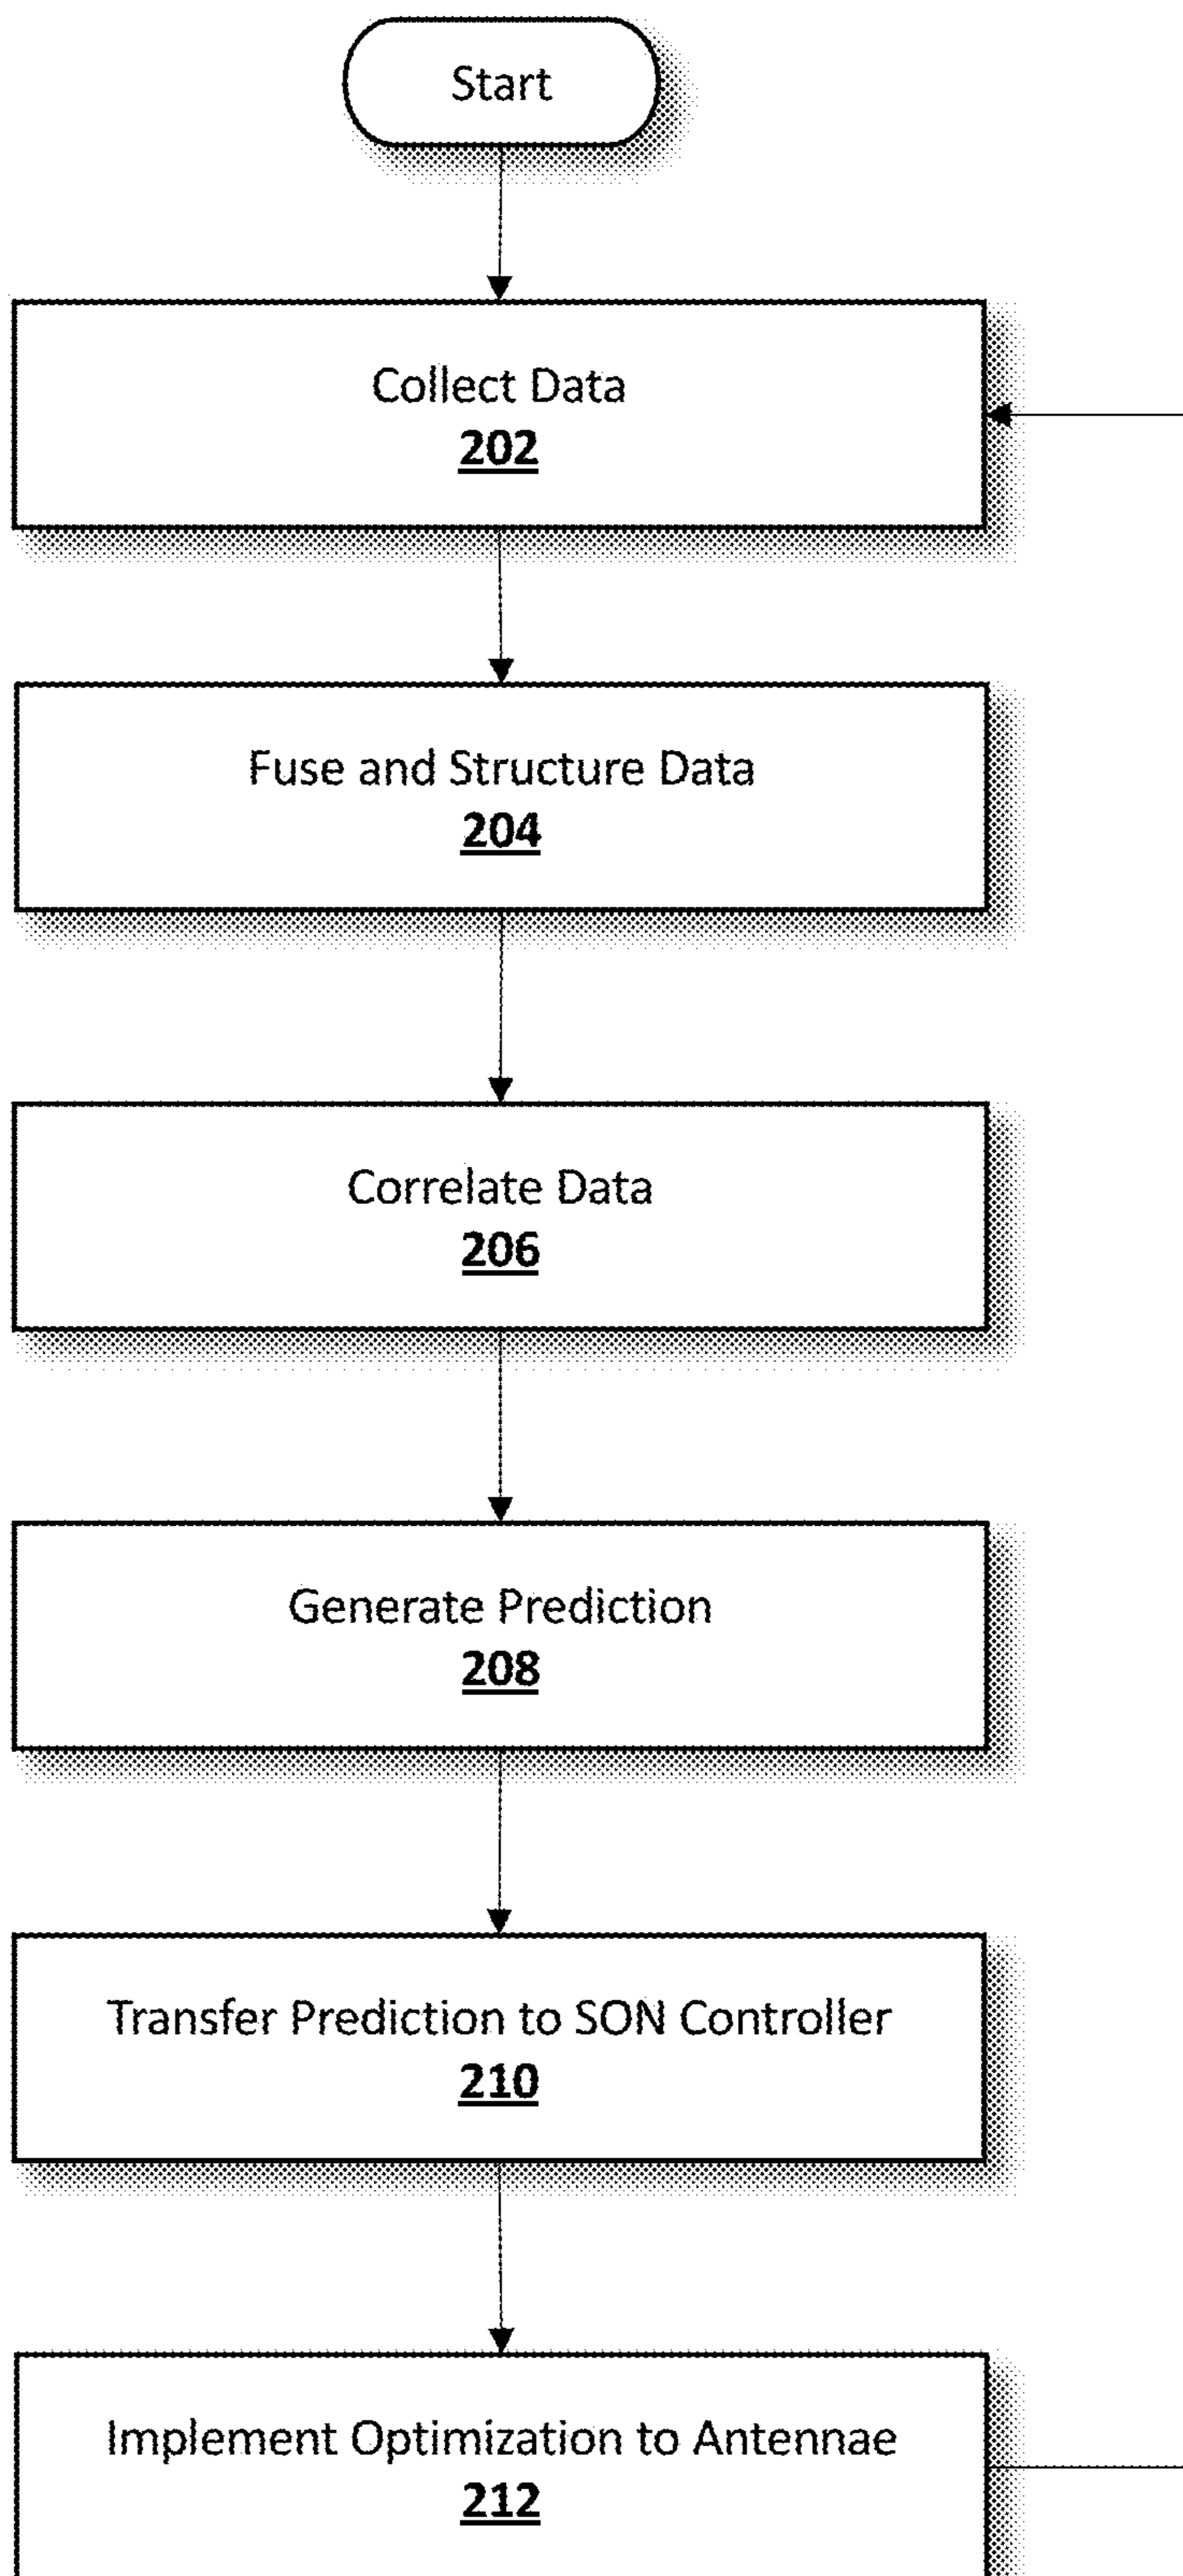 Start
Collect Data
202
Fuse and Structure Data
204
Correlate Data
206
Generate Prediction
208
Transfer Prediction to SON Controller
210
Implement Optimization to Antennae
212